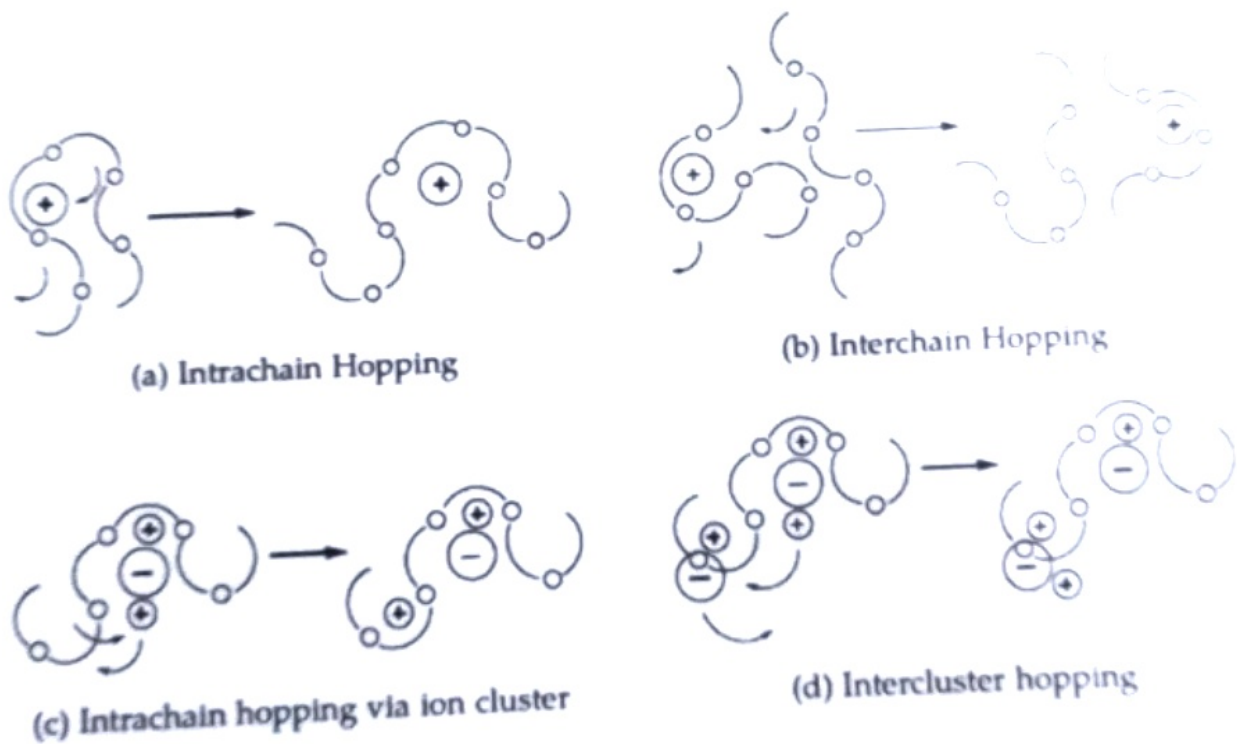 (a) Intrachain Hopping
(b) Interchain Hopping
(c) Intrachain hopping via ion cluster
(d) Intercluster hopping